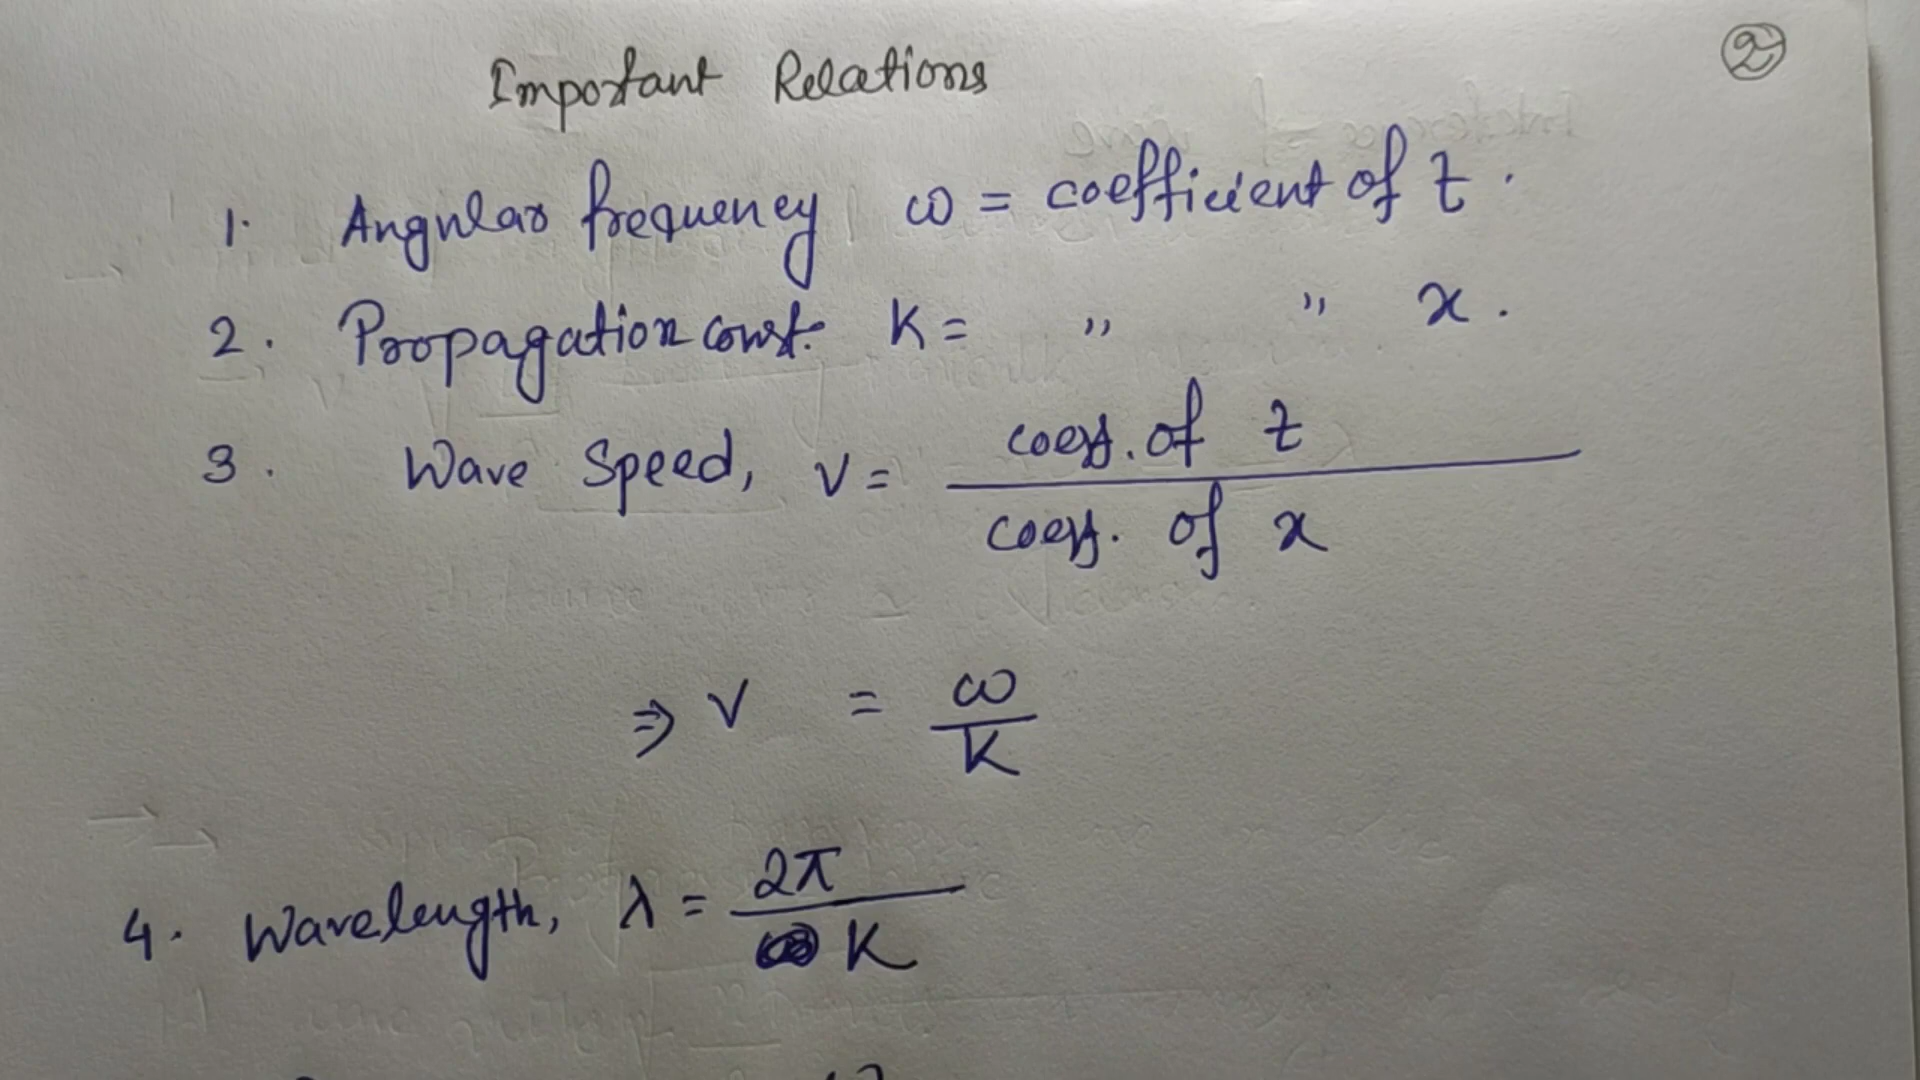 Important Relations
2
1. Angular frequency ω = coefficient of t.
2. Propagation const. K = " " x.
3. Wave Speed, v = coeff. of t
coeff. of x
⇒ v = ω
K
4. Wavelength, λ = 2π
K